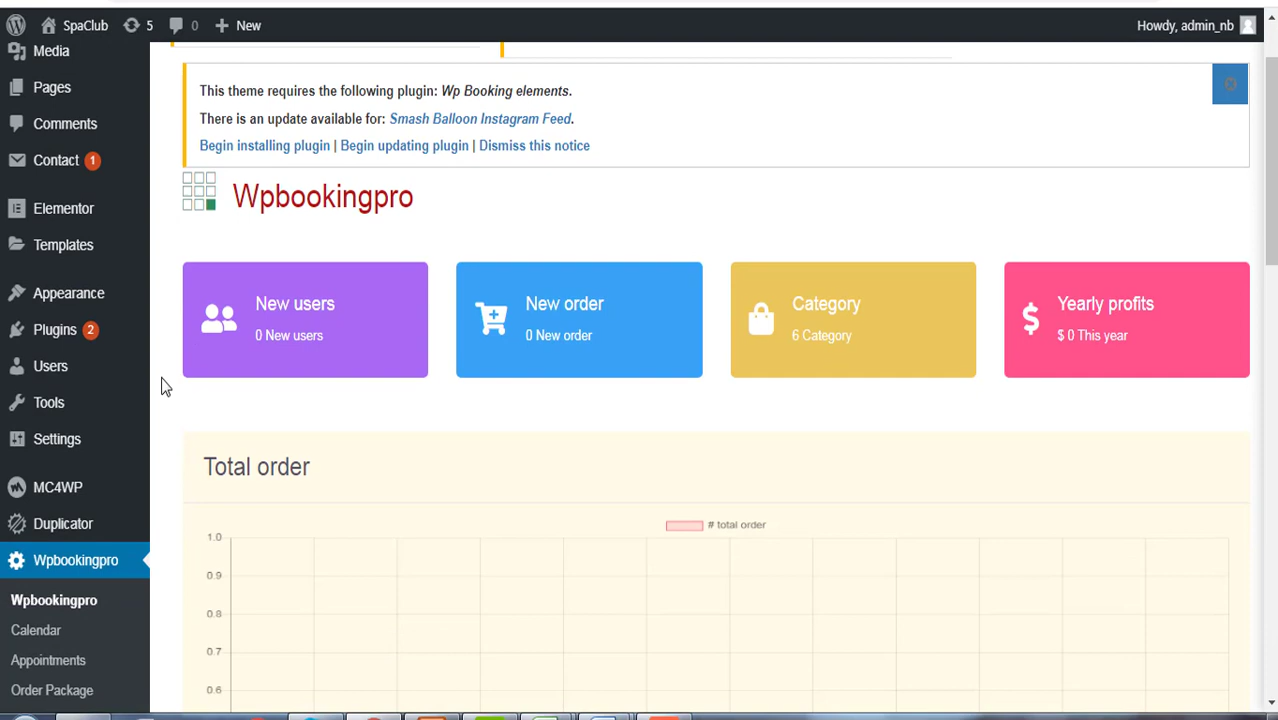 SpaClub 5 0 New Howdy, admin_nb
Media
Pages
Comments
Contact 1
Elementor
Templates
Appearance
Plugins 2
Users
Tools
Settings
MC4WP
Duplicator
Wpbookingpro
Wpbookingpro
Calendar
Appointments
Order Package
This theme requires the following plugin: Wp Booking elements.
There is an update available for: Smash Balloon Instagram Feed.
Begin installing plugin | Begin updating plugin | Dismiss this notice
Wpbookingpro
New users
0 New users
New order
0 New order
Category
6 Category
Yearly profits
$ 0 This year
Total order
# total order
1.0
0.9
0.8
0.7
0.6